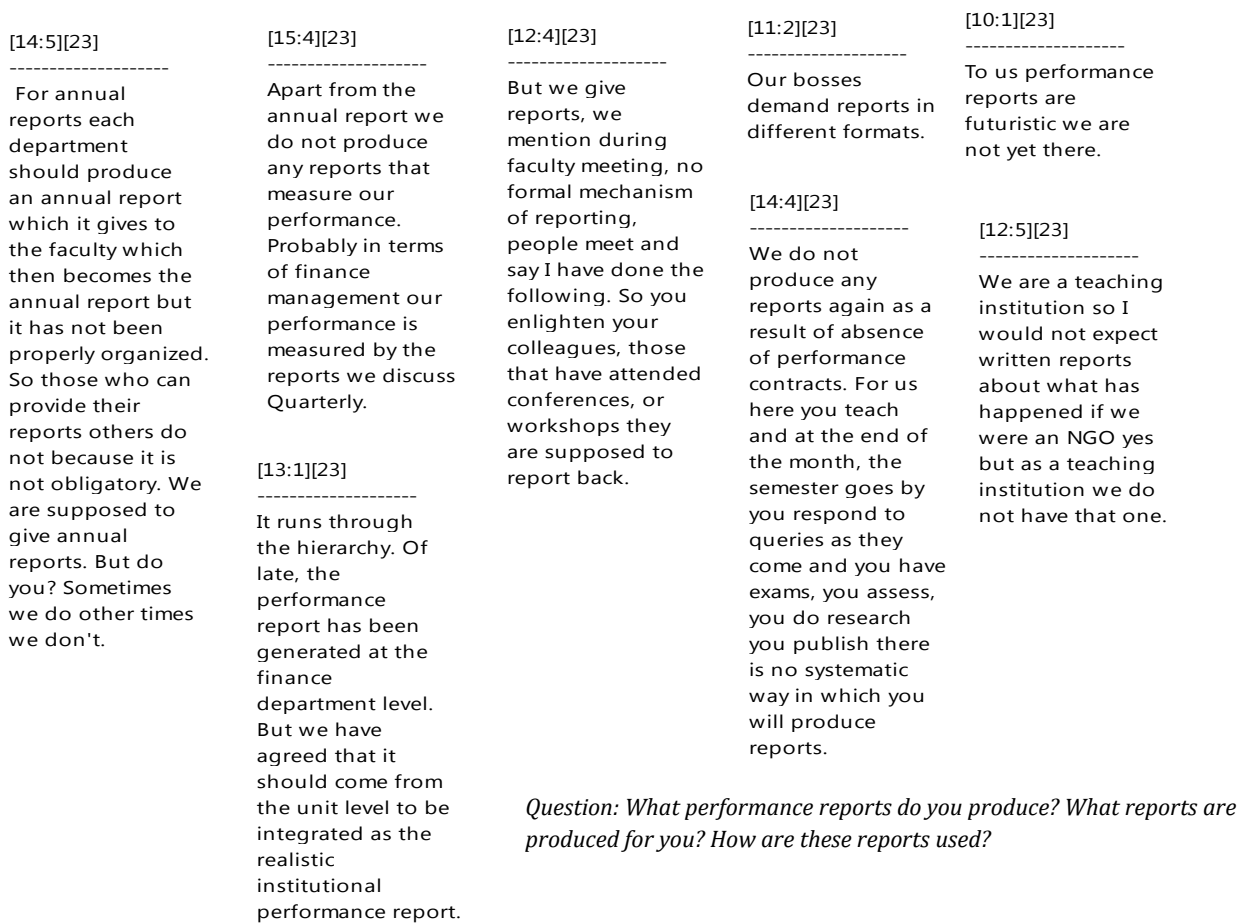 [14:5][23]
--------------------
For annual
reports each
department
should produce
an annual report
which it gives to
the faculty which
then becomes the
annual report but
it has not been
properly organized.
So those who can
provide their
reports others do
not because it is
not obligatory. We
are supposed to
give annual
reports. But do
you? Sometimes
we do other times
we don't.
[15:4][23]
--------------------
Apart from the
annual report we
do not produce
any reports that
measure our
performance.
Probably in terms
of finance
management our
performance is
measured by the
reports we discuss
Quarterly.
[13:1][23]
--------------------
It runs through
the hierarchy. Of
late, the
performance
report has been
generated at the
finance
department level.
But we have
agreed that it
should come from
the unit level to be
integrated as the
realistic
institutional
performance report.
[12:4][23]
--------------------
But we give
reports, we
mention during
faculty meeting, no
formal mechanism
of reporting,
people meet and
say I have done the
following. So you
enlighten your
colleagues, those
that have attended
conferences, or
workshops they
are supposed to
report back.
[11:2][23]
--------------------
Our bosses
demand reports in
different formats.
[14:4][23]
--------------------
We do not
produce any
reports again as a
result of absence
of performance
contracts. For us
here you teach
and at the end of
the month, the
semester goes by
you respond to
queries as they
come and you have
exams, you assess,
you do research
you publish there
is no systematic
way in which you
will produce
reports.
[10:1][23]
--------------------
To us performance
reports are
futuristic we are
not yet there.
[12:5][23]
--------------------
We are a teaching
institution so I
would not expect
written reports
about what has
happened if we
were an NGO yes
but as a teaching
institution we do
not have that one.
Question: What performance reports do you produce? What reports are
produced for you? How are these reports used?